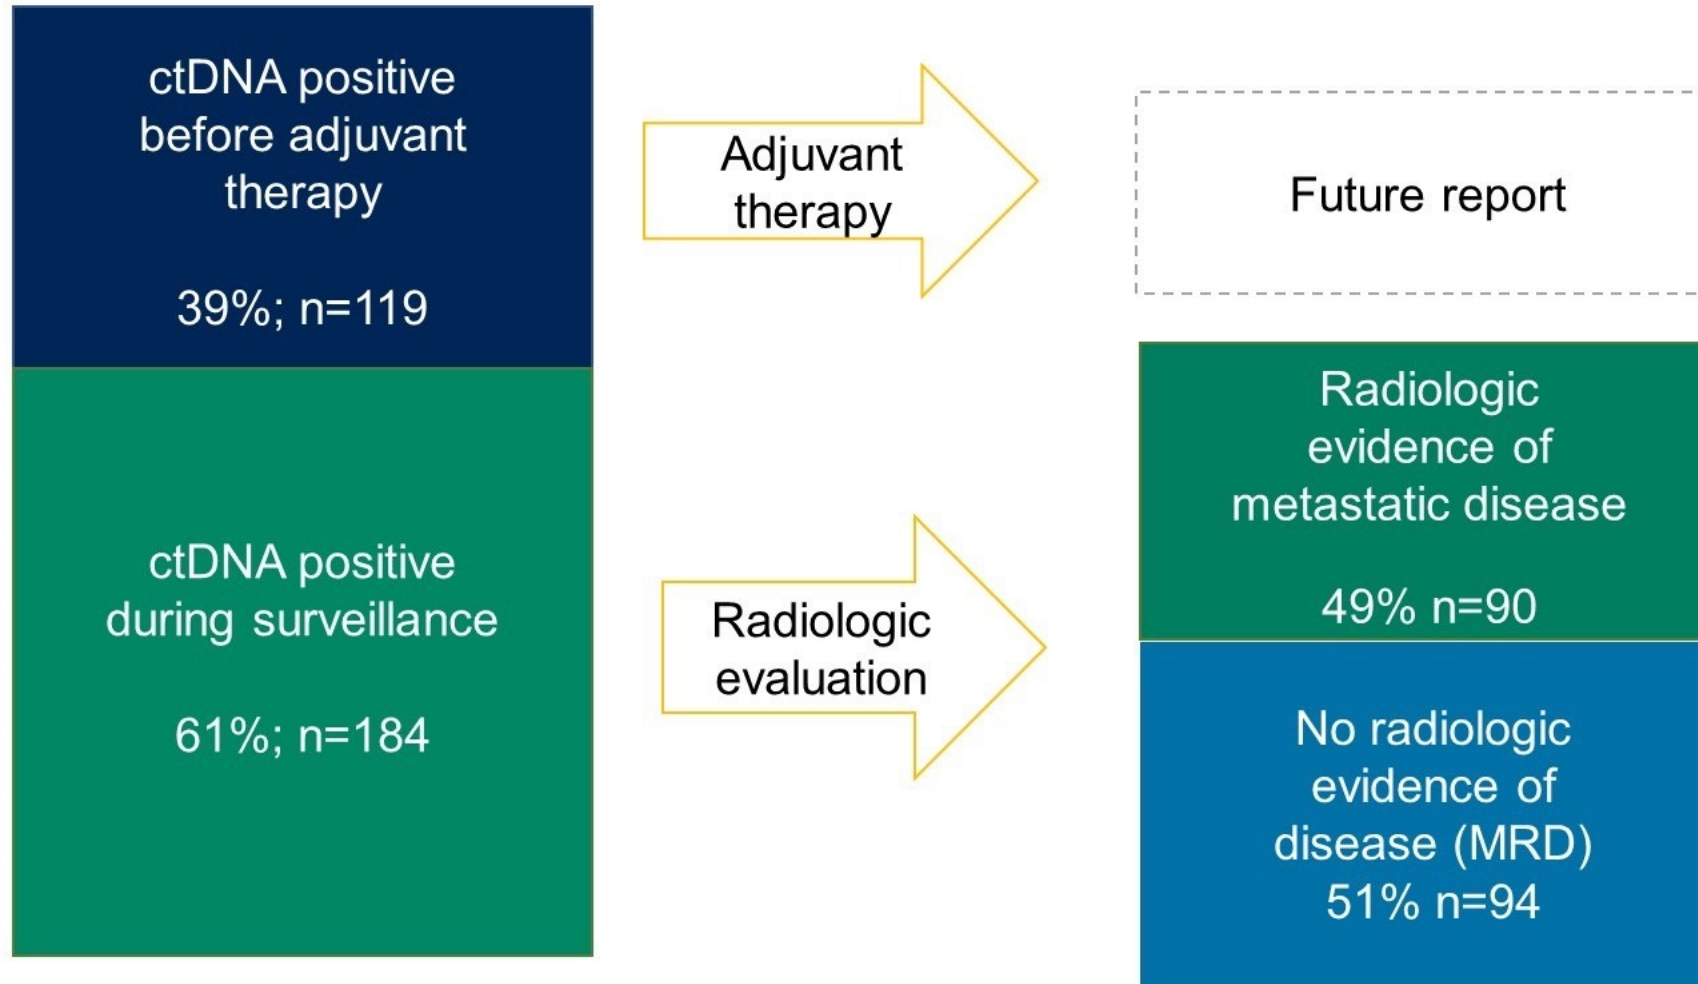 ctDNA positive
before adjuvant
therapy
39%; n=119
Adjuvant
therapy
Future report
ctDNA positive
during surveillance
61%; n=184
Radiologic
evaluation
Radiologic
evidence of
metastatic disease
49% n=90
No radiologic
evidence of
disease (MRD)
51% n=94